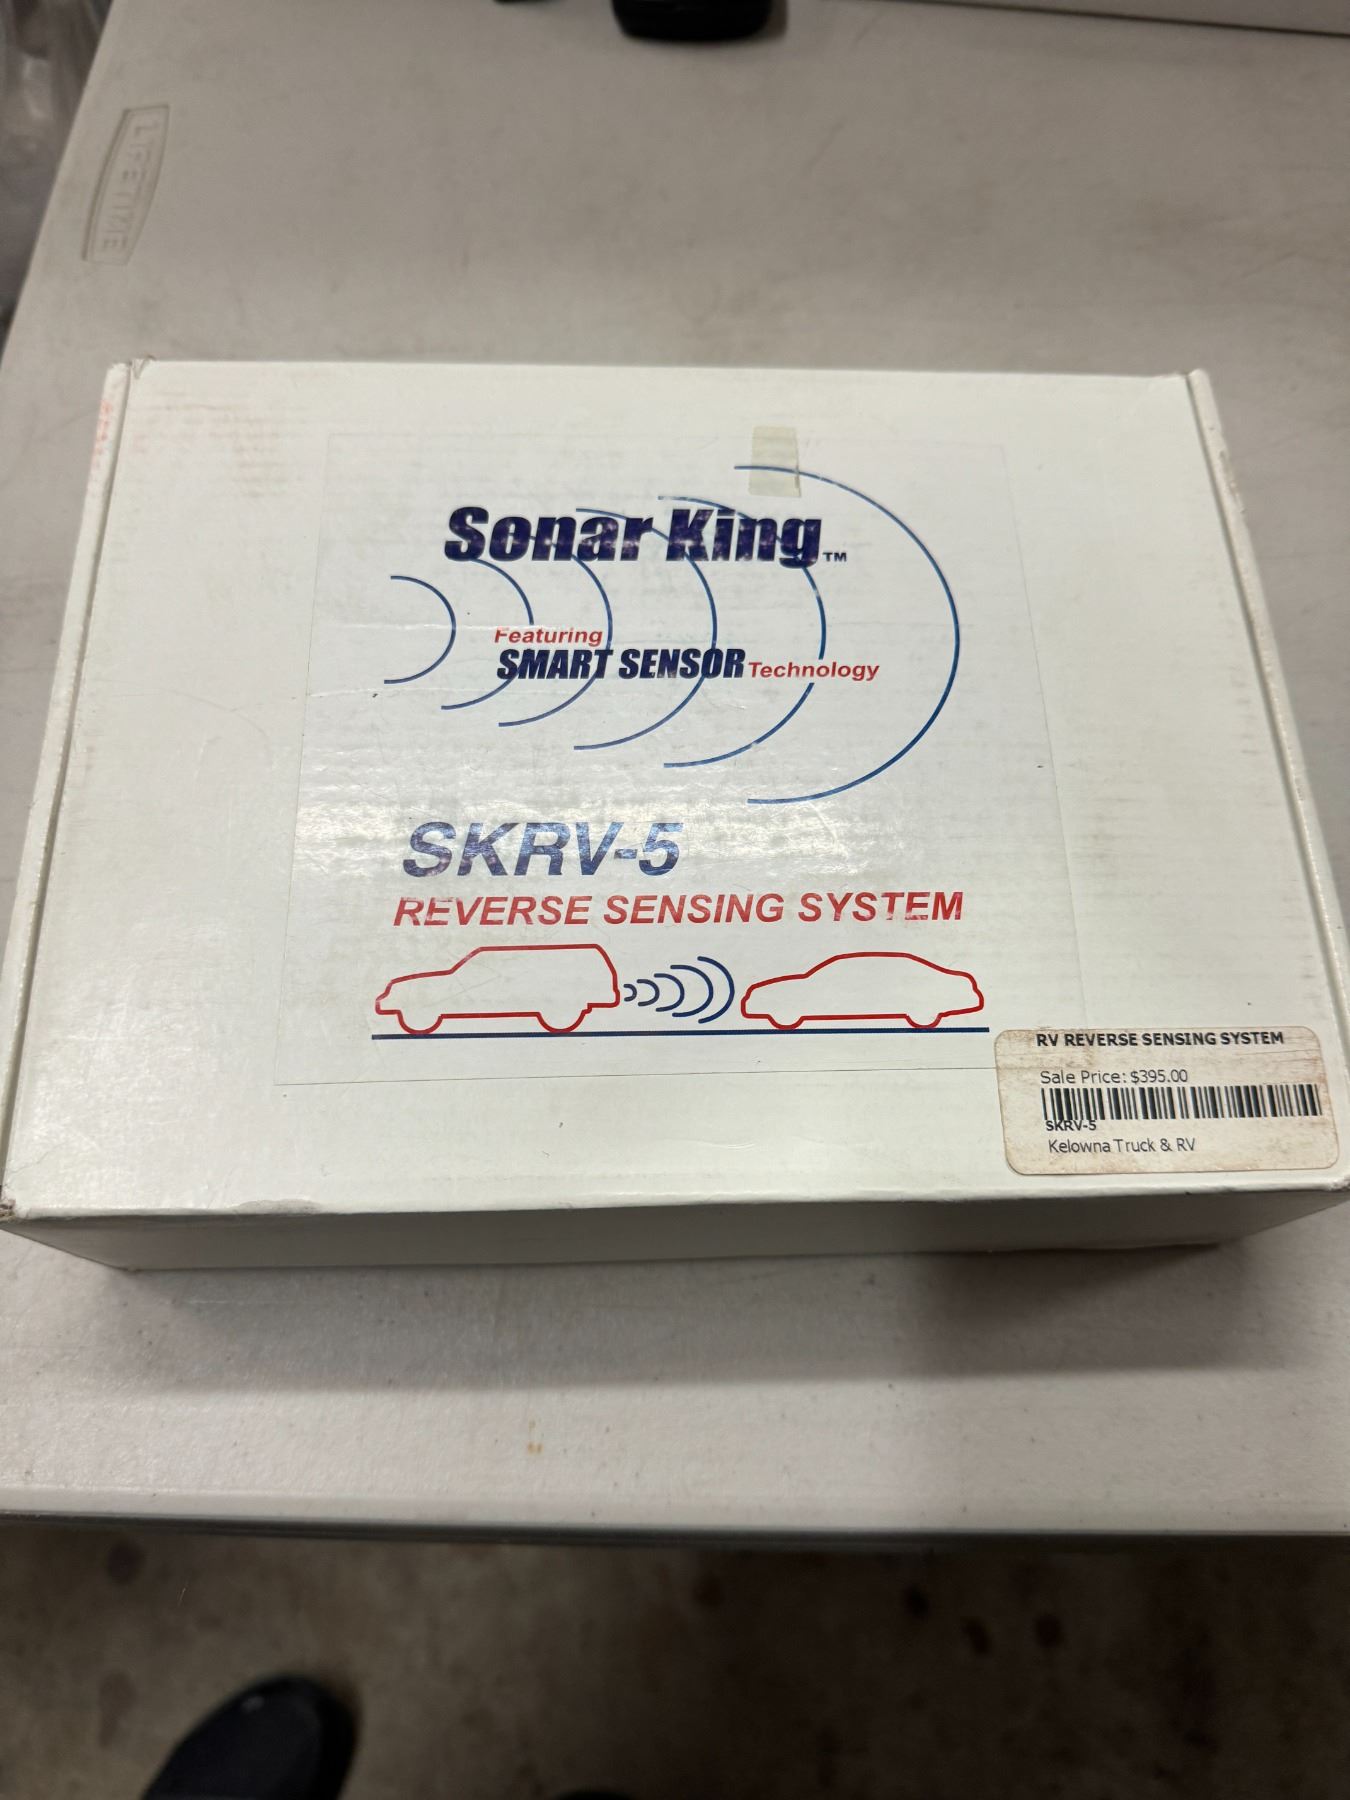 LIFETIME
Sonar King™
Featuring
SMART SENSOR Technology
SKRV-5
REVERSE SENSING SYSTEM
RV REVERSE SENSING SYSTEM
Sale Price: $395.00
SKRV-5
Kelowna Truck & RV